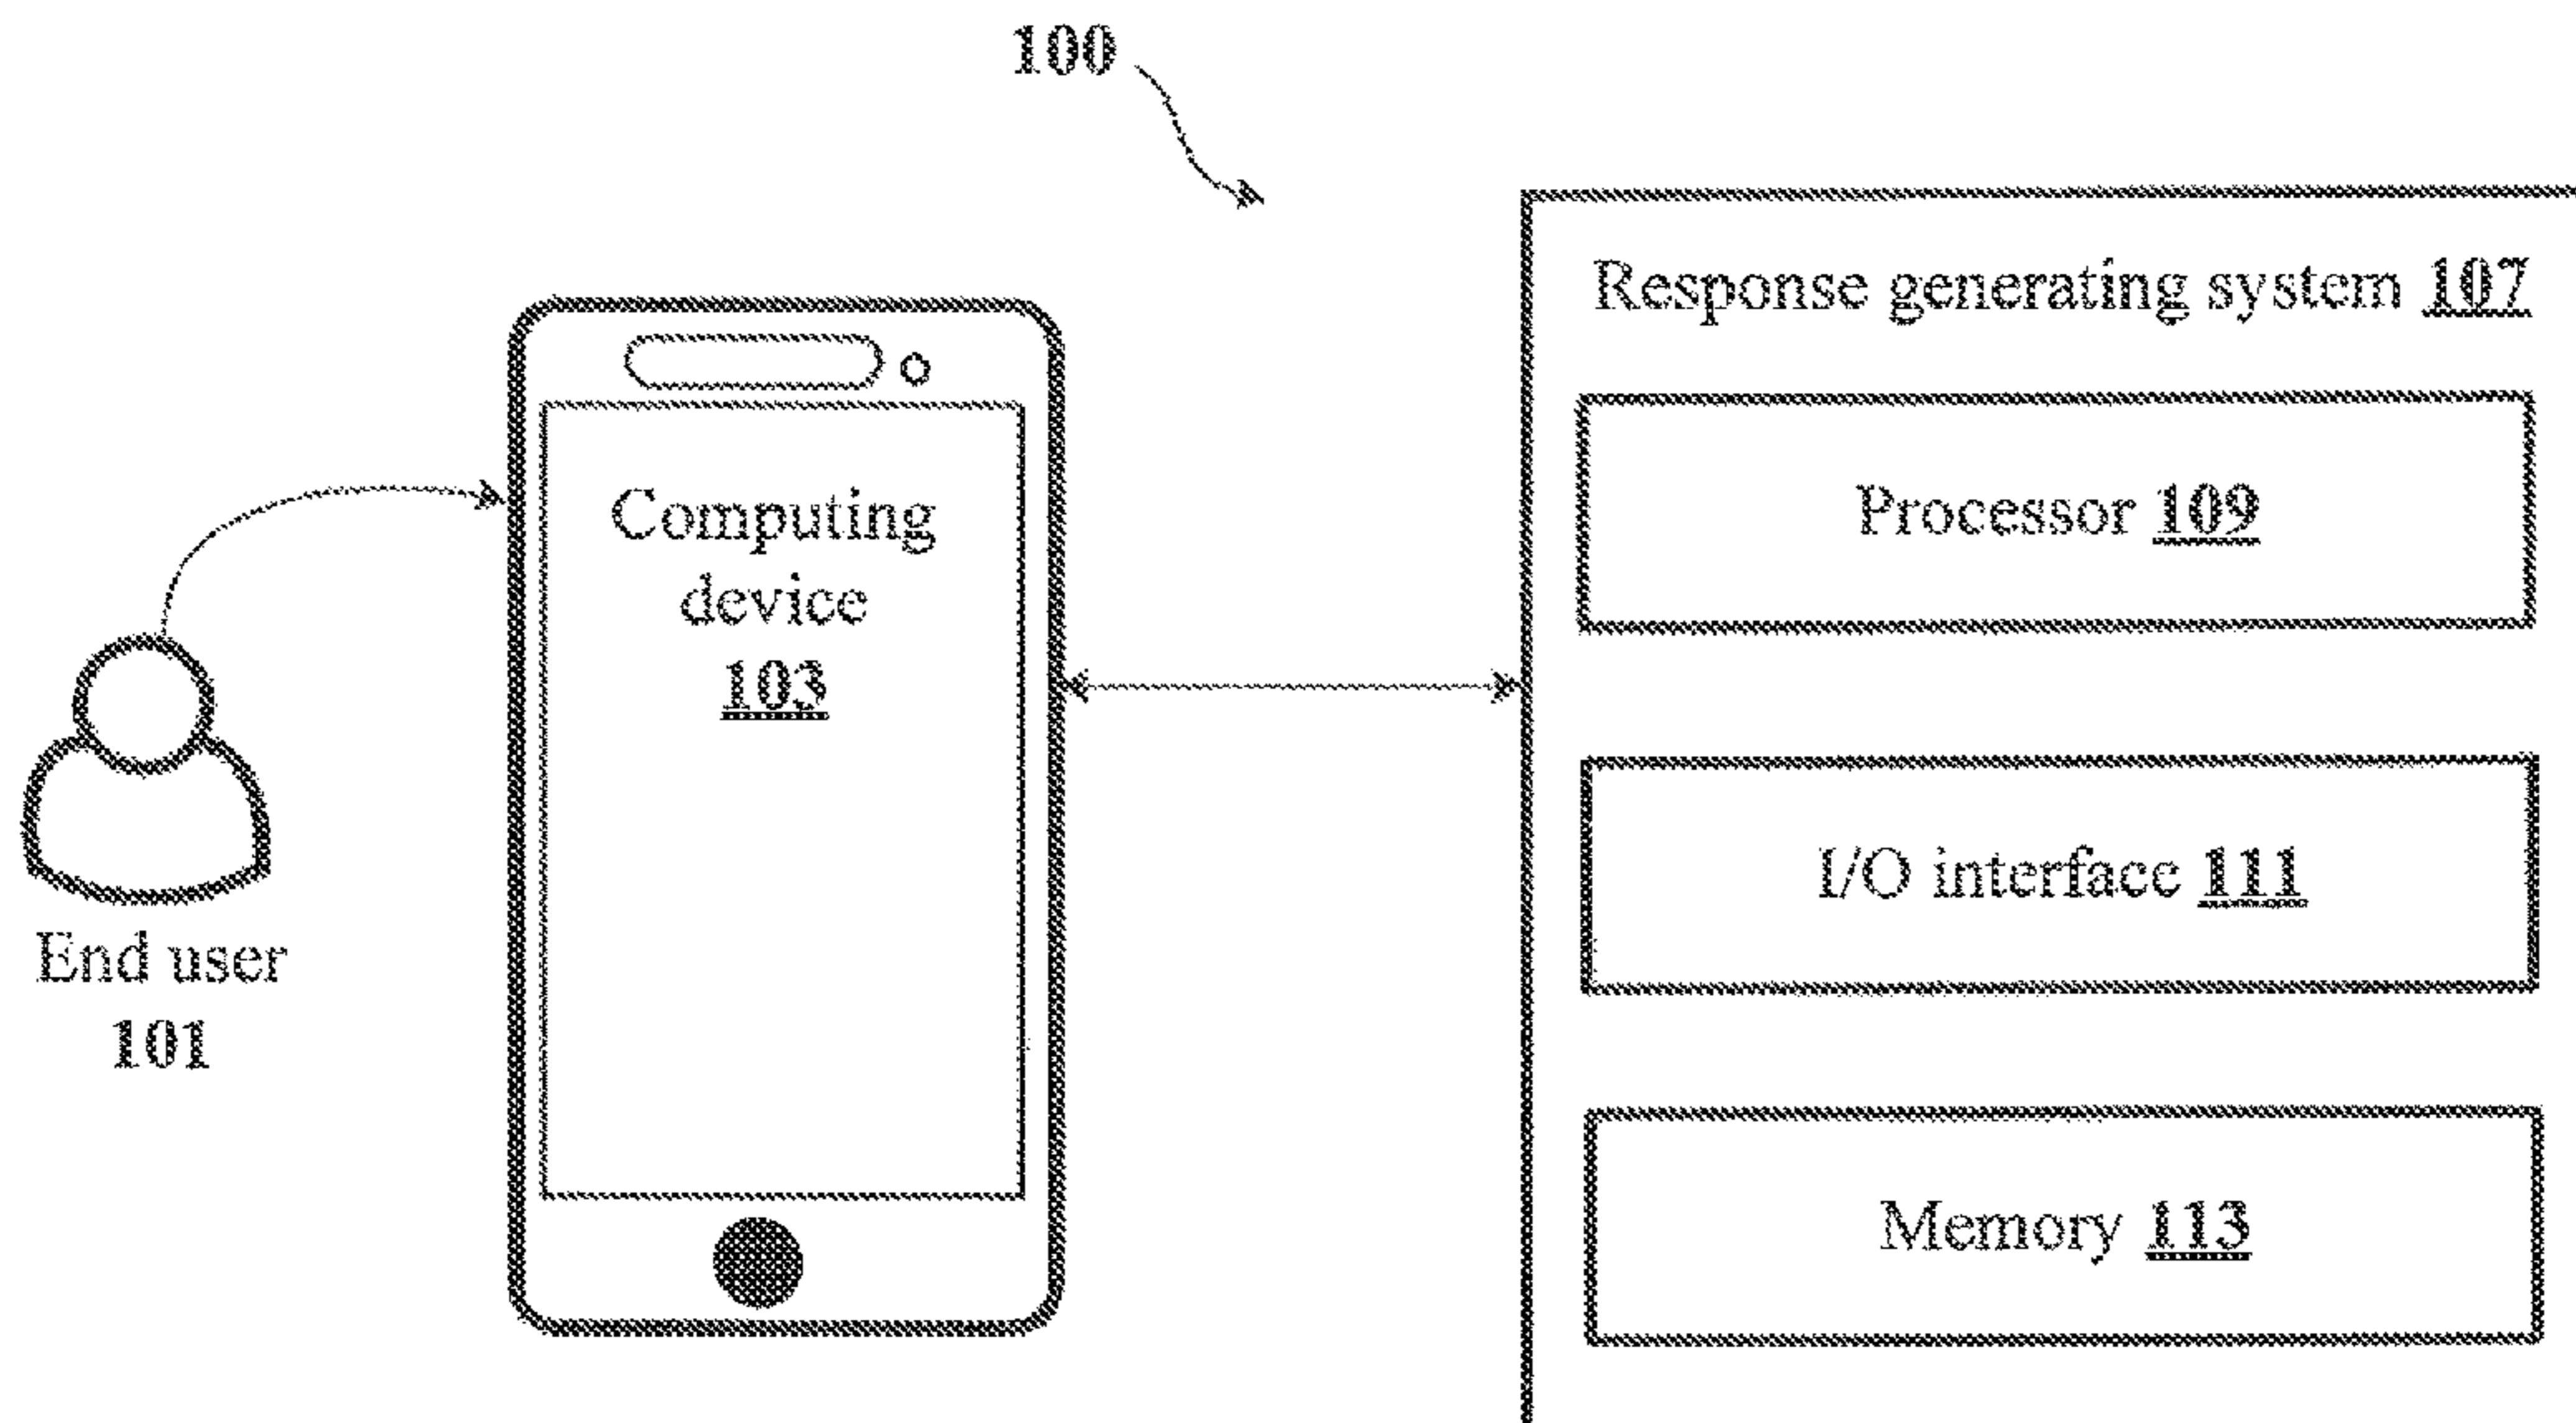 100
Response generating system 107
Processor 109
Computing
device
103
I/O interface 111
End user
101
Memory 113